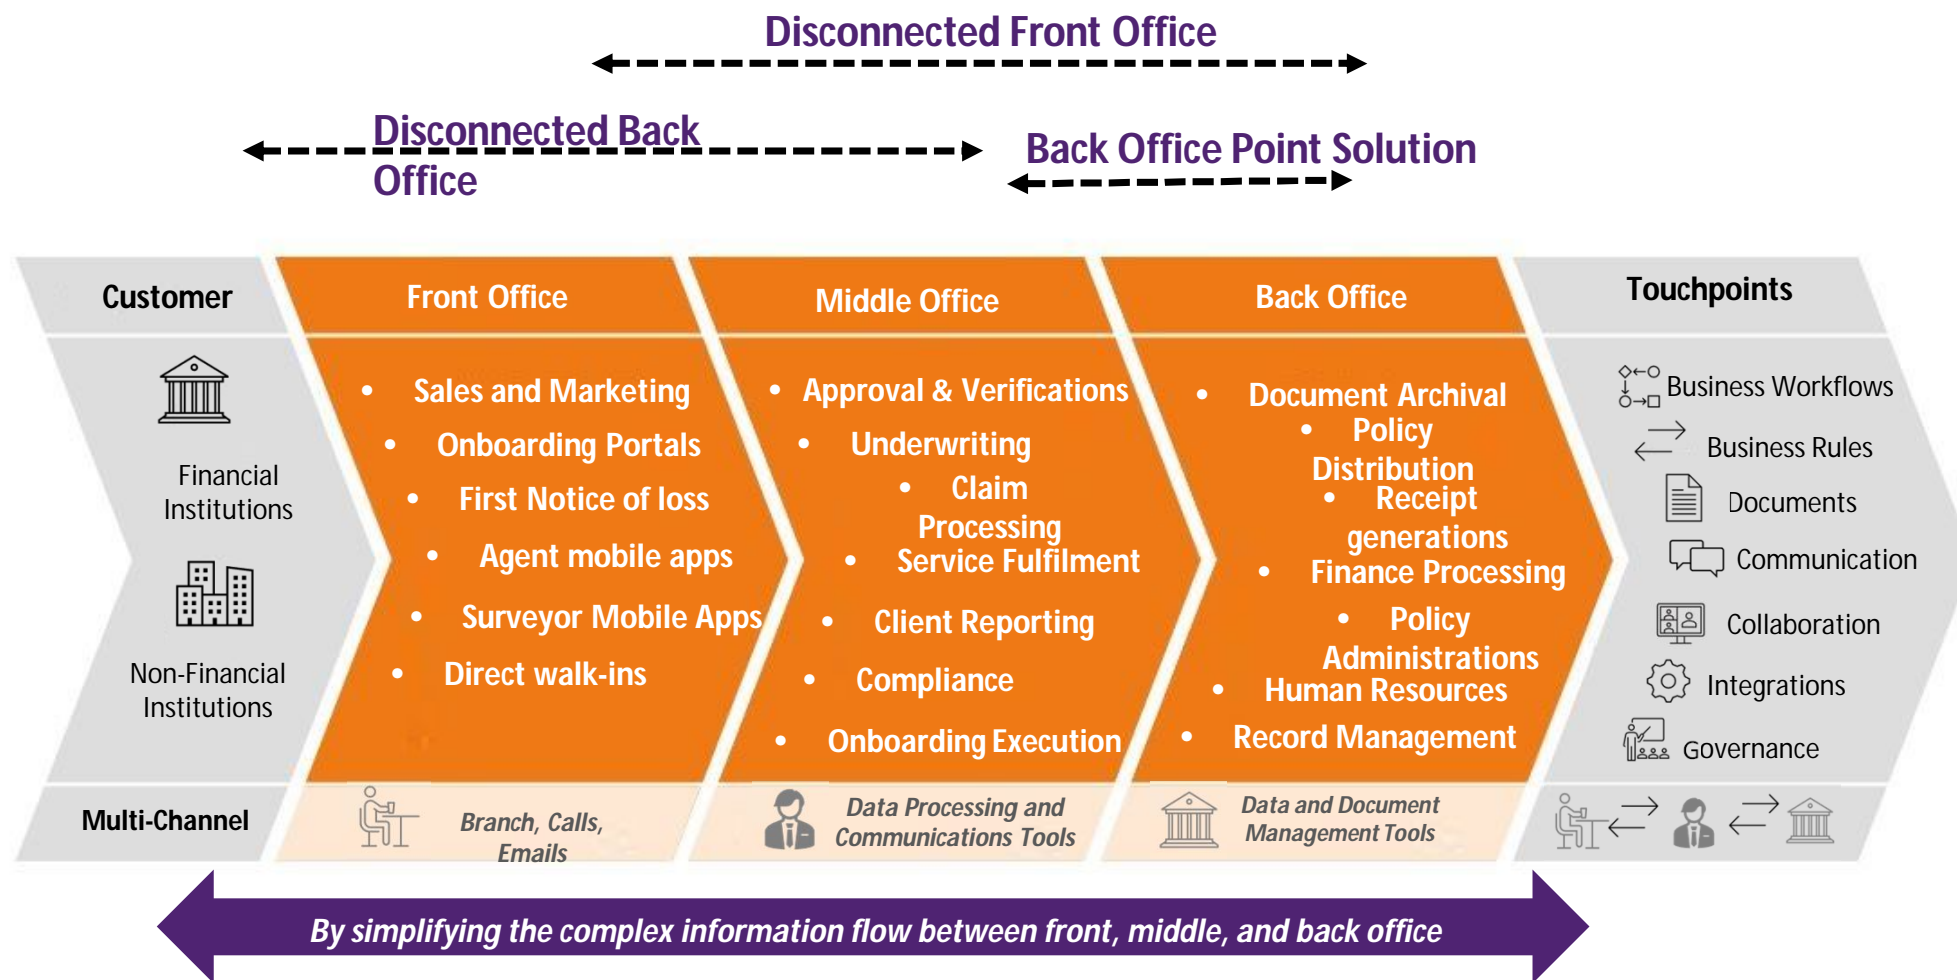 Disconnected Front Office
Disconnected Back
Office
Back Office Point Solution
Customer
Front Office
Middle Office
Back Office
Touchpoints
Financial
Institutions
Non-Financial
Institutions
• Sales and Marketing
• Onboarding Portals
• First Notice of loss
• Agent mobile apps
• Surveyor Mobile Apps
• Direct walk-ins
• Approval & Verifications
• Underwriting
• Claim
Processing
• Service Fulfilment
• Client Reporting
• Compliance
• Onboarding Execution
• Document Archival
• Policy
Distribution
• Receipt
generations
• Finance Processing
• Policy
Administrations
• Human Resources
• Record Management
Business Workflows
Business Rules
Documents
Communication
Collaboration
Integrations
Governance
Multi-Channel
Branch, Calls,
Emails
Data Processing and
Communications Tools
Data and Document
Management Tools
By simplifying the complex information flow between front, middle, and back office